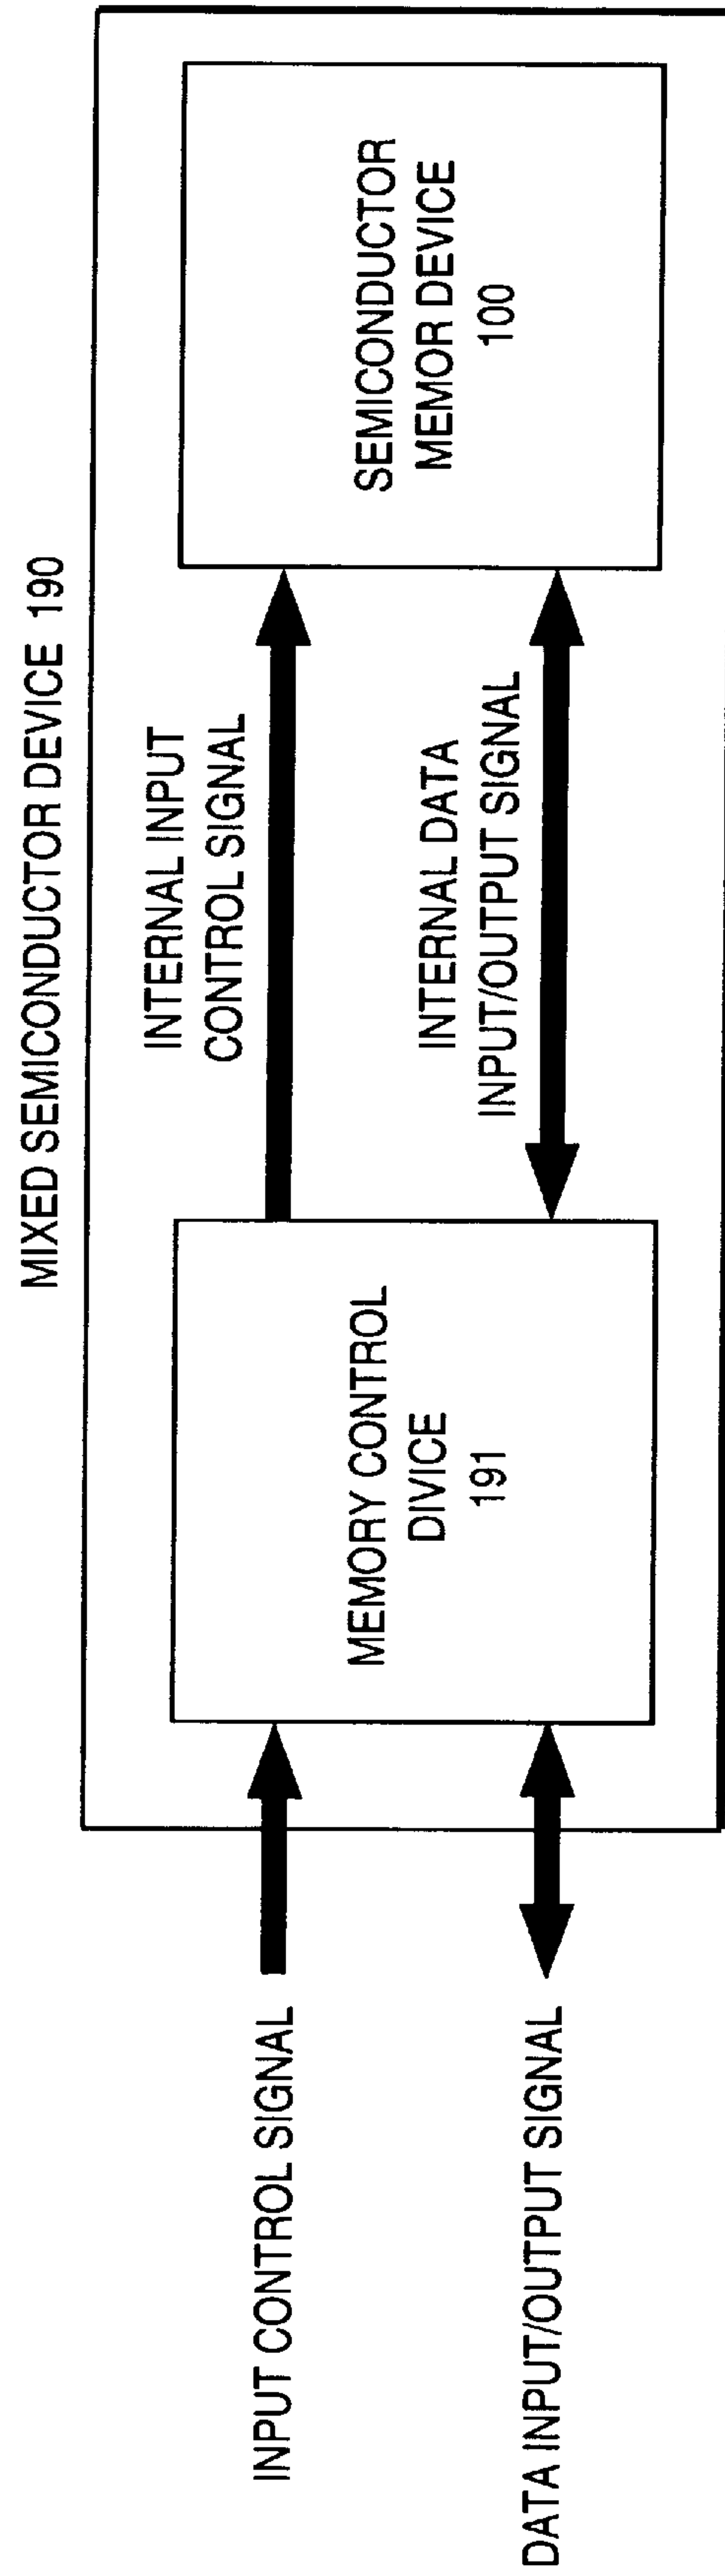 MIXED SEMICONDUCTOR DEVICE 190
INPUT CONTROL SIGNAL
DATA INPUT/OUTPUT SIGNAL
MEMORY CONTROL
DIVICE
191
INTERNAL INPUT
CONTROL SIGNAL
INTERNAL DATA
INPUT/OUTPUT SIGNAL
SEMICONDUCTOR
MEMOR DEVICE
100